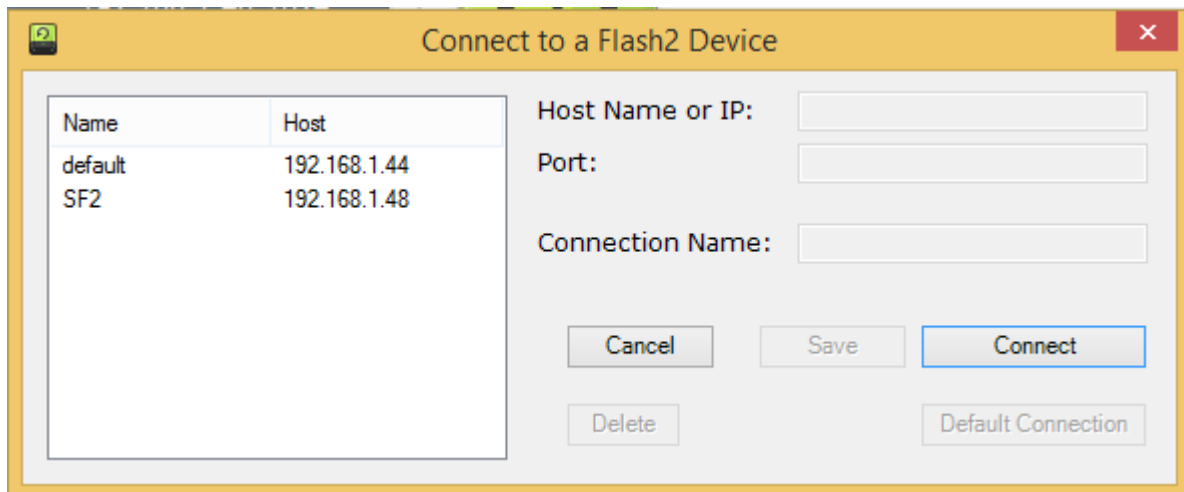 Connect to a Flash2 Device
Name Host
default 192.168.1.44
SF2 192.168.1.48
Host Name or IP:
Port:
Connection Name:
Cancel Save Connect
Delete Default Connection